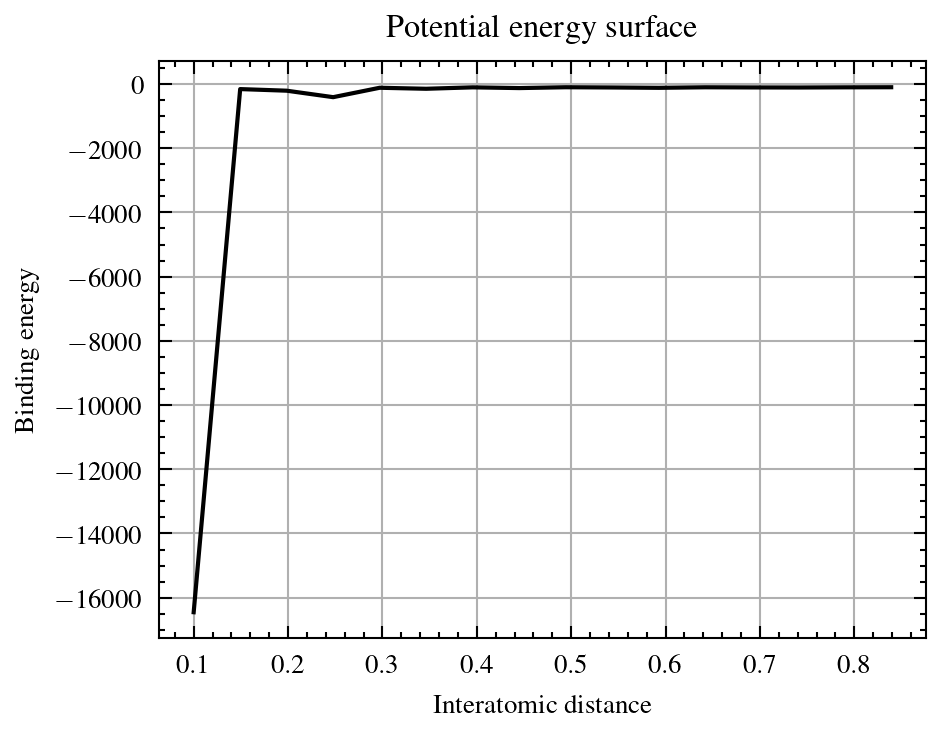 Potential energy surface
0
−2000
−4000
−6000
−8000
−10000
−12000
−14000
−16000
Binding energy
0.1 0.2 0.3 0.4 0.5 0.6 0.7 0.8
Interatomic distance